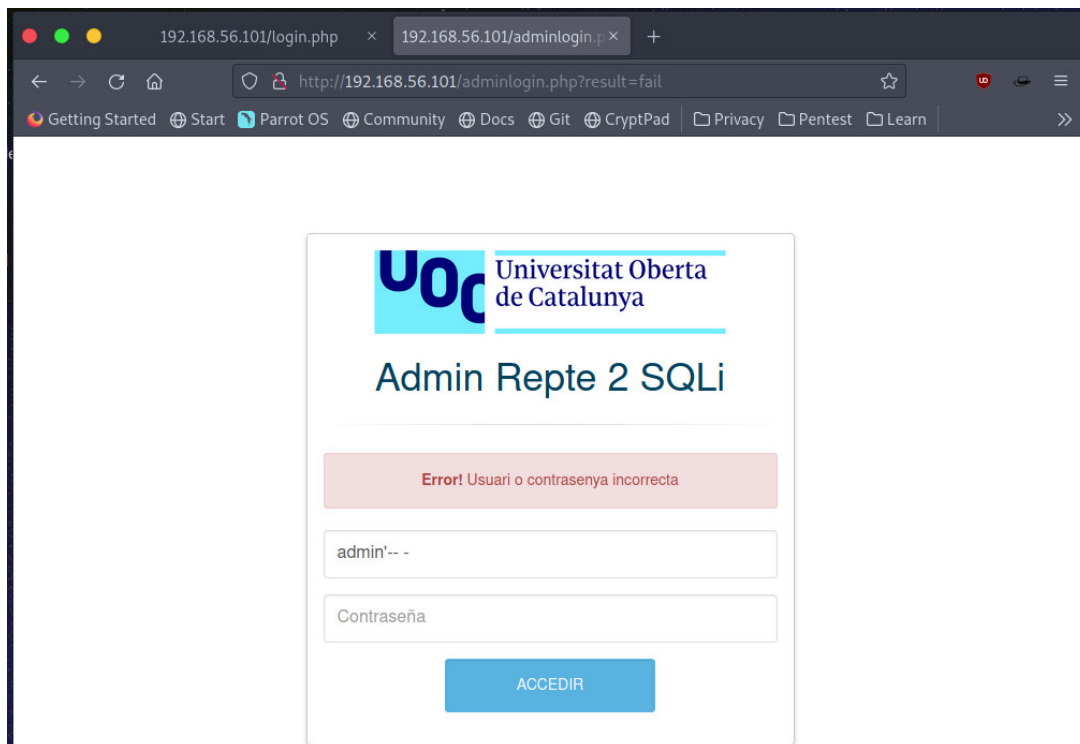 192.168.56.101/login.php × 192.168.56.101/adminlogin.p × +
http://192.168.56.101/adminlogin.php?result=fail
Getting Started Start Parrot OS Community Docs Git CryptPad Privacy Pentest Learn »
UOC Universitat Oberta
de Catalunya
Admin Repte 2 SQLi
Error! Usuari o contrasenya incorrecta
admin'-- -
Contraseña
ACCEDIR